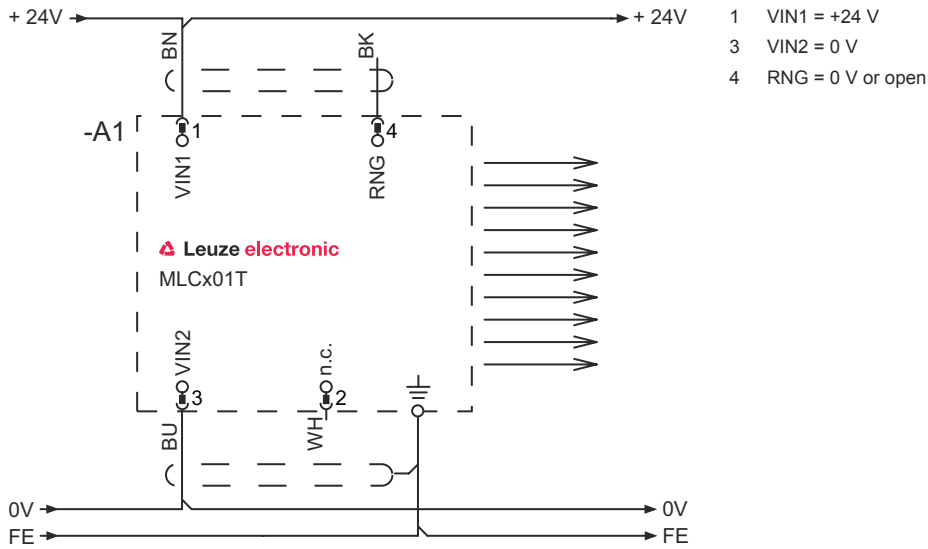 + 24V
+ 24V
1 VIN1 = +24 V
3 VIN2 = 0 V
4 RNG = 0 V or open
BN
BK
-A1
1
4
VIN1
RNG
Leuze electronic
MLCx01T
VIN2
n.c.
3
2
BU
WH
0V
0V
FE
FE